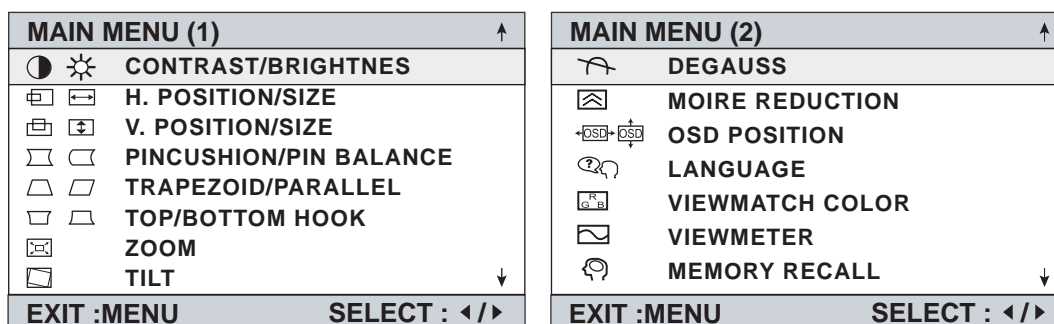 MAIN MENU (1)
CONTRAST/BRIGHTNES
H. POSITION/SIZE
V. POSITION/SIZE
PINCUSHION/PIN BALANCE
TRAPEZOID/PARALLEL
TOP/BOTTOM HOOK
ZOOM
TILT
EXIT :MENU SELECT : ◀/▶
MAIN MENU (2)
DEGAUSS
MOIRE REDUCTION
OSD OSD OSD POSITION
? LANGUAGE
R G B VIEWMATCH COLOR
VIEWMETER
MEMORY RECALL
EXIT :MENU SELECT : ◀/▶